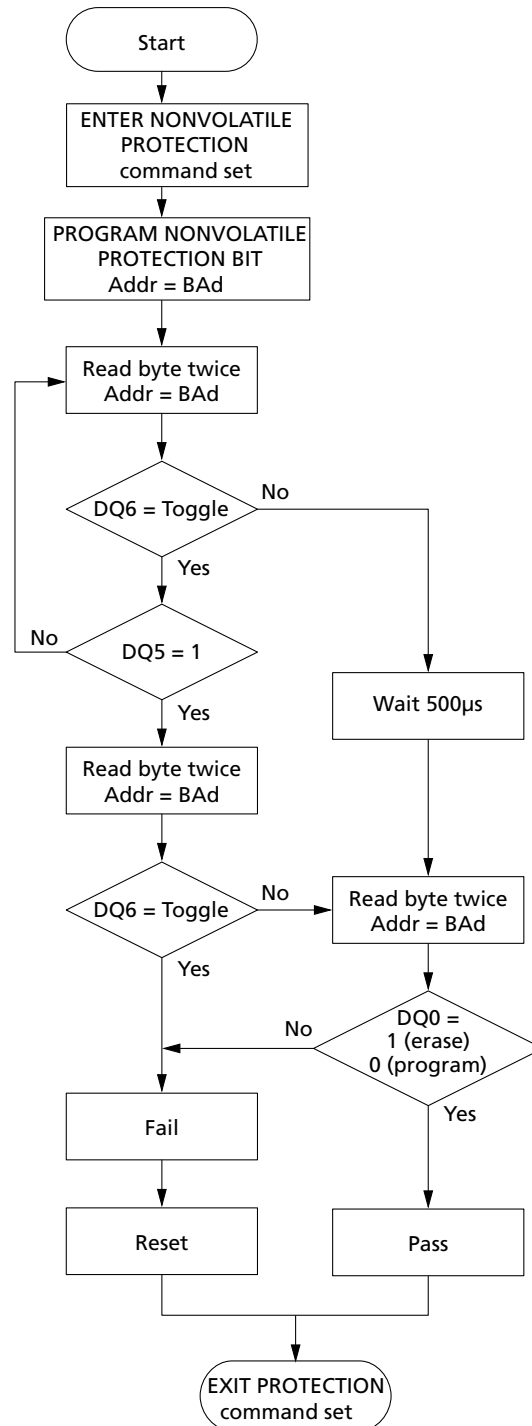 Start
ENTER NONVOLATILE
PROTECTION
command set
PROGRAM NONVOLATILE
PROTECTION BIT
Addr = BAd
Read byte twice
Addr = BAd
DQ6 = Toggle
No
Yes
DQ5 = 1
No
Yes
Wait 500µs
Read byte twice
Addr = BAd
DQ6 = Toggle
No
Yes
Read byte twice
Addr = BAd
DQ0 =
1 (erase)
0 (program)
No
Yes
Fail
Reset
Pass
EXIT PROTECTION
command set